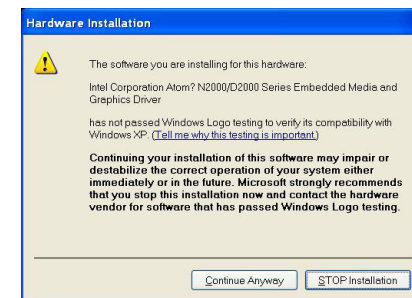 Hardware Installation
The software you are installing for this hardware:
Intel Corporation Atom? N2000/D2000 Series Embedded Media and
Graphics Driver
has not passed Windows Logo testing to verify its compatibility with
Windows XP. (Tell me why this testing is important.)
Continuing your installation of this software may impair or
destabilize the correct operation of your system either
immediately or in the future. Microsoft strongly recommends
that you stop this installation now and contact the hardware
vendor for software that has passed Windows Logo testing.
Continue Anyway
STOP Installation